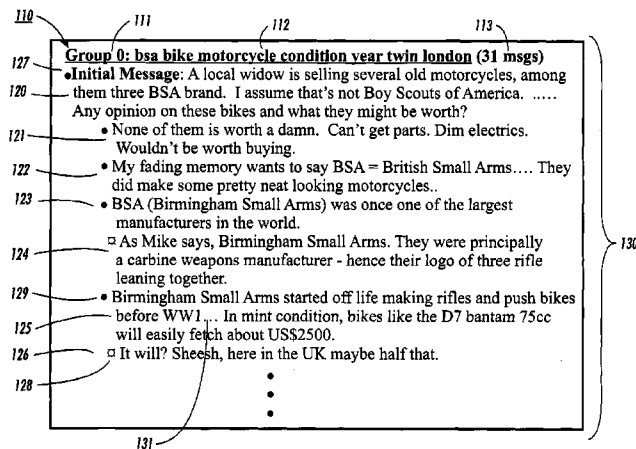 110 111 112 113
Group 0: bsa bike motorcycle condition year twin london (31 msgs)
127 •Initial Message: A local widow is selling several old motorcycles, among
120 them three BSA brand. I assume that's not Boy Scouts of America. .....
Any opinion on these bikes and what they might be worth?
121 • None of them is worth a damn. Can't get parts. Dim electrics.
Wouldn't be worth buying.
122 • My fading memory wants to say BSA = British Small Arms.... They
did make some pretty neat looking motorcycles..
123 • BSA (Birmingham Small Arms) was once one of the largest
manufacturers in the world.
130
124 ¤ As Mike says, Birmingham Small Arms. They were principally
a carbine weapons manufacturer - hence their logo of three rifle
leaning together.
129 • Birmingham Small Arms started off life making rifles and push bikes
125 before WW1.... In mint condition, bikes like the D7 bantam 75cc
will easily fetch about US$2500.
126 ¤ It will? Sheesh, here in the UK maybe half that.
128
•
•
•
131